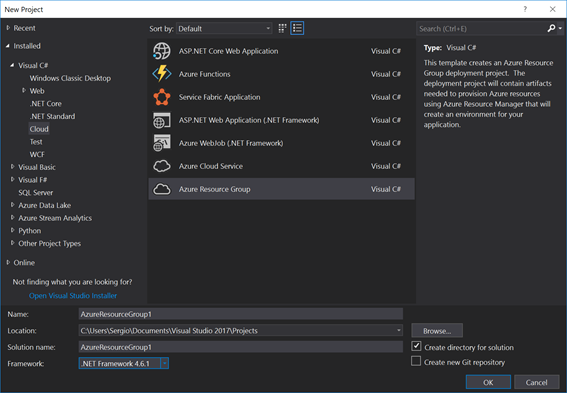 New Project
Recent
Installed
Visual C#
Windows Classic Desktop
Web
.NET Core
.NET Standard
Cloud
Test
WCF
Visual Basic
Visual F#
SQL Server
Azure Data Lake
Azure Stream Analytics
Python
Other Project Types
Online
Not finding what you are looking for?
Open Visual Studio Installer
Sort by: Default
ASP.NET Core Web Application Visual C#
Azure Functions Visual C#
Service Fabric Application Visual C#
ASP.NET Web Application (.NET Framework) Visual C#
Azure WebJob (.NET Framework) Visual C#
Azure Cloud Service Visual C#
Azure Resource Group Visual C#
Search (Ctrl+E)
Type: Visual C#
This template creates an Azure Resource
Group deployment project. The
deployment project will contain artifacts
needed to provision Azure resources
using Azure Resource Manager that will
create an environment for your
application.
Name: AzureResourceGroup1
Location: C:\Users\Sergio\Documents\Visual Studio 2017\Projects
Browse...
Solution name: AzureResourceGroup1
Create directory for solution
Framework: .NET Framework 4.6.1
Create new Git repository
OK Cancel